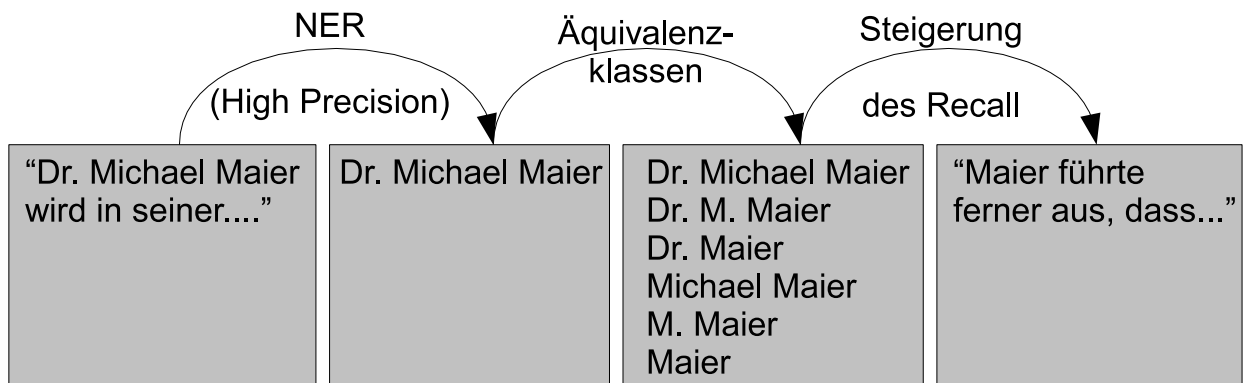 NER
(High Precision)
Äquivalenz-
klassen
Steigerung
des Recall
“Dr. Michael Maier
wird in seiner....”
Dr. Michael Maier
Dr. Michael Maier
Dr. M. Maier
Dr. Maier
Michael Maier
M. Maier
Maier
“Maier führte
ferner aus, dass...”